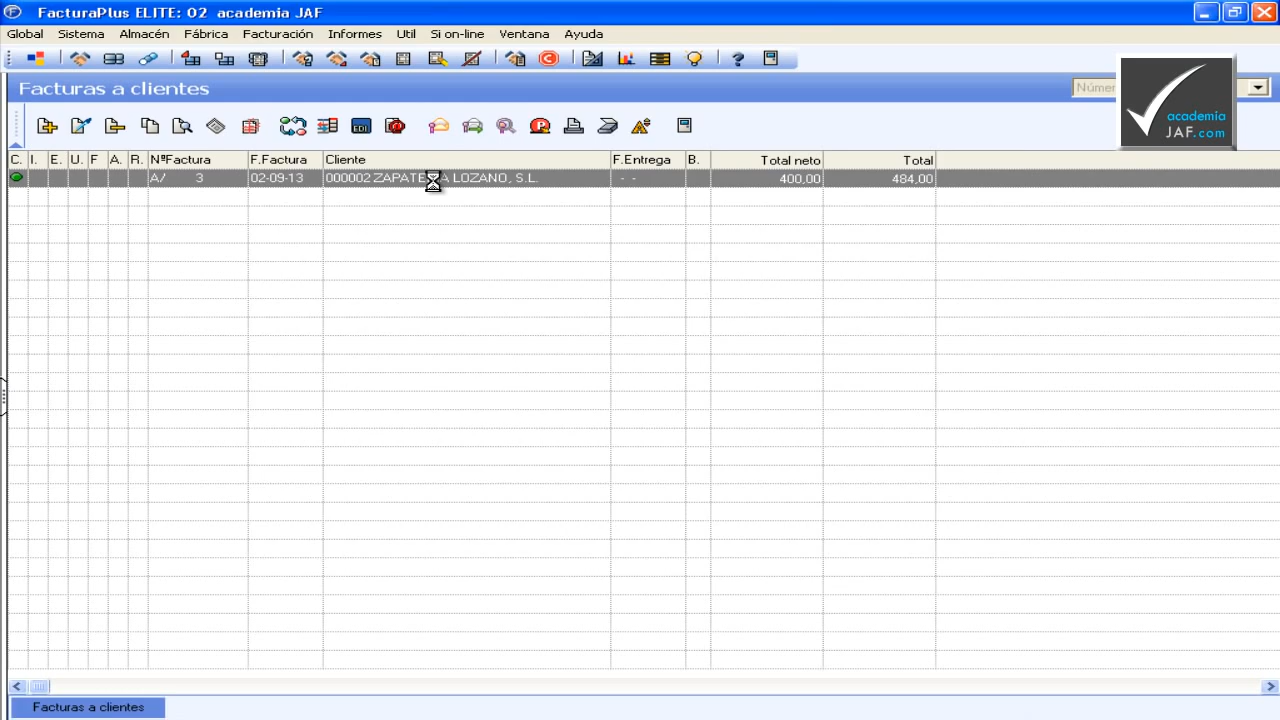 FacturaPlus ELITE: 02 academia JAF
Global Sistema Almacén Fábrica Facturación Informes Util Si on-line Ventana Ayuda
Facturas a clientes
Númer
academia
JAF.com
EDI
C. I. E. U. F A. R. NºFactura F.Factura Cliente F.Entrega B. Total neto Total
A/ 3 02-09-13 000002 LOZANO, S.L. - - 400,00 484,00
Facturas a clientes